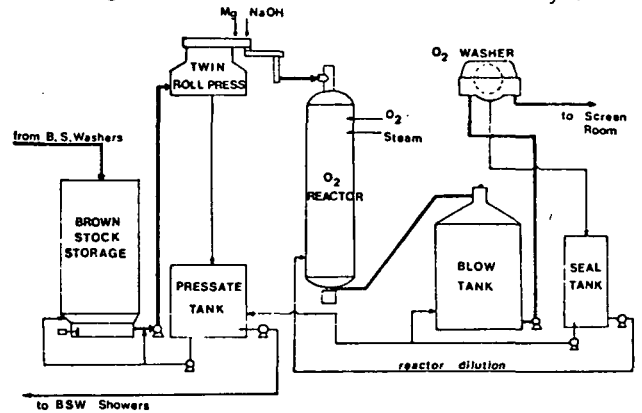 Mg NaOH
TWIN
ROLL PRESS
O2 WASHER
to Screen
Room
from B.S. Washers
O2
Steam
O2
REACTOR
BROWN
STOCK
STORAGE
PRESSATE
TANK
BLOW
TANK
SEAL
TANK
reactor dilution
to BSW Showers